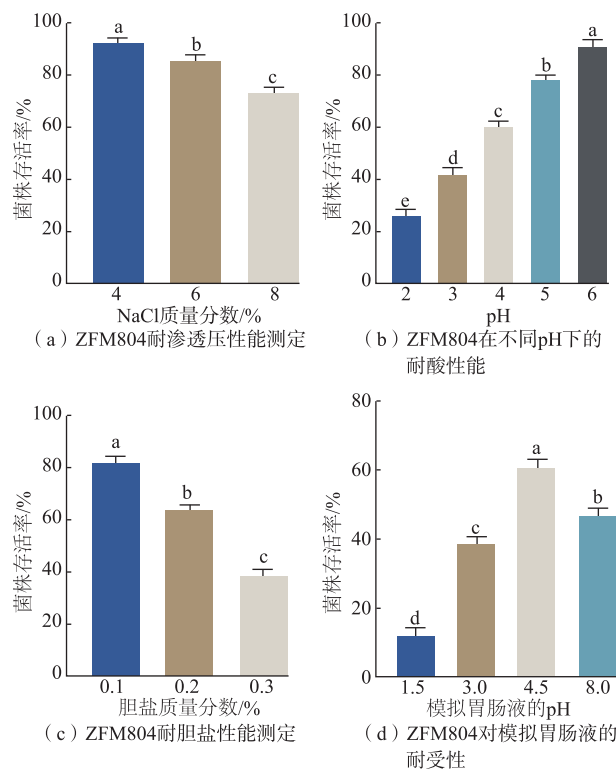 100
80
60
40
20
0
菌株存活率/%
a
b
c
4 6 8
NaCl质量分数/%
(a)ZFM804耐渗透压性能测定
100
80
60
40
20
0
菌株存活率/%
e
d
c
b
a
2 3 4 5 6
pH
(b)ZFM804在不同pH下的
耐酸性能
100
80
60
40
20
0
菌株存活率/%
a
b
c
0.1 0.2 0.3
胆盐质量分数/%
(c)ZFM804耐胆盐性能测定
80
60
40
20
0
菌株存活率/%
d
c
a
b
1.5 3.0 4.5 8.0
模拟胃肠液的pH
(d)ZFM804对模拟胃肠液的
耐受性